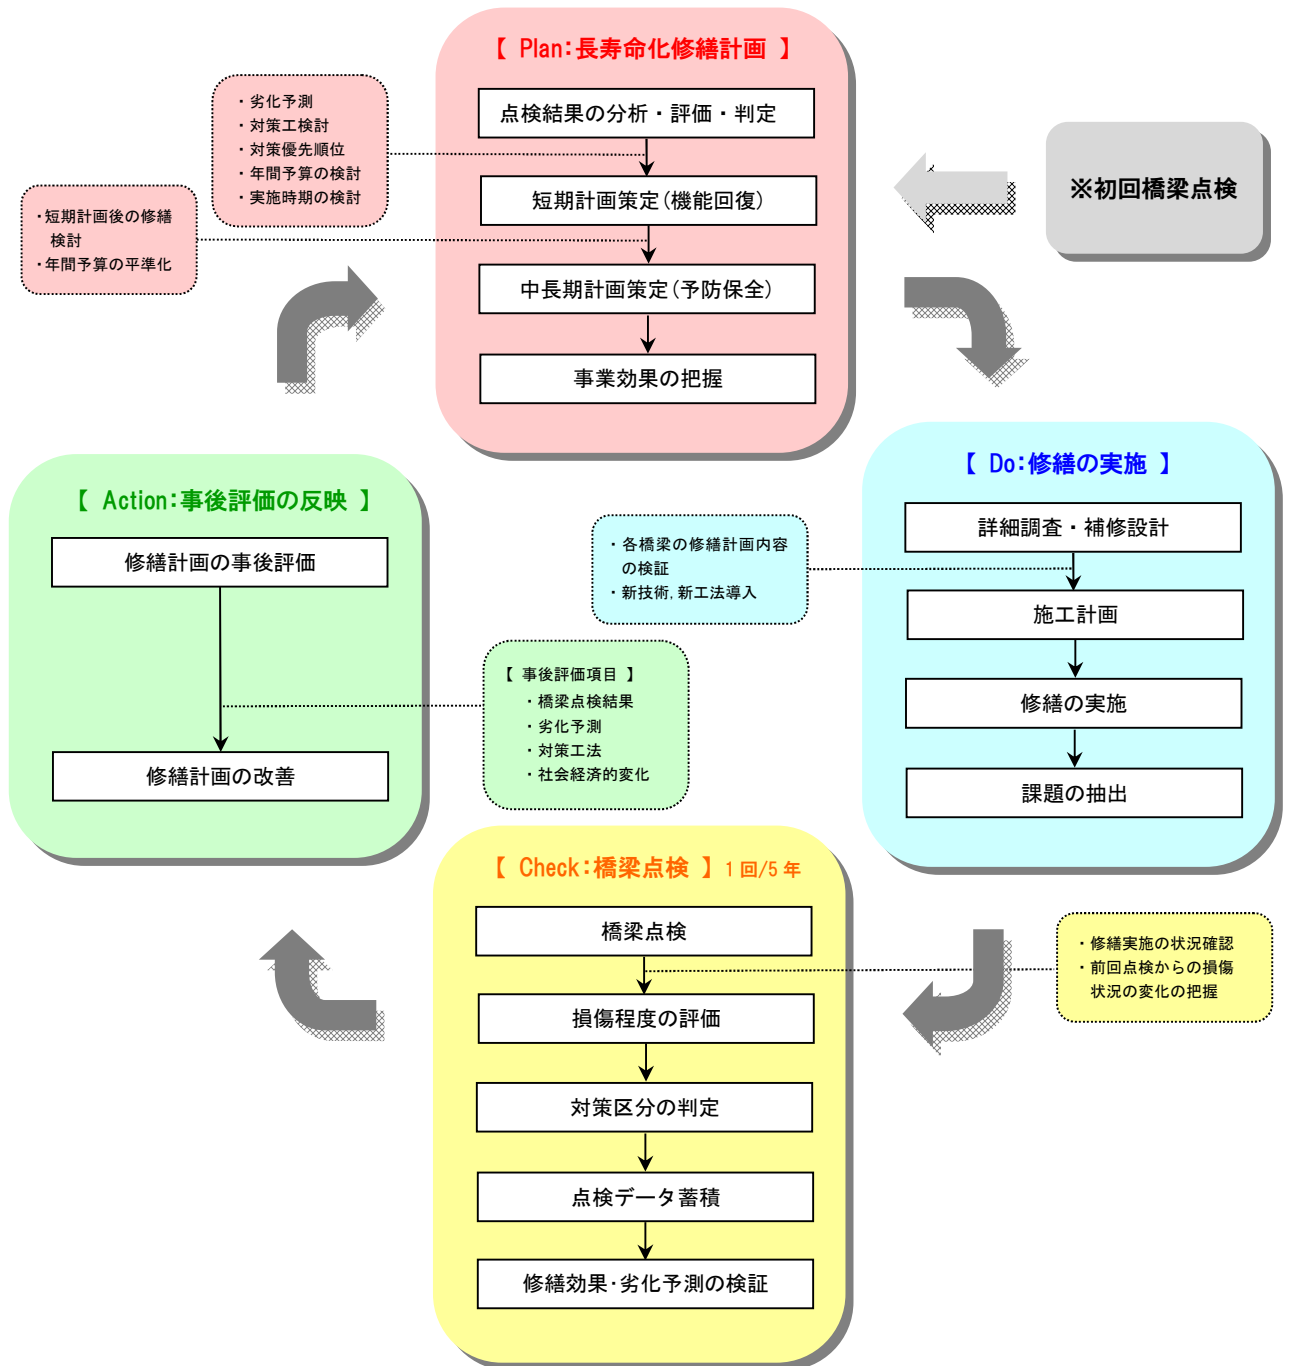 【 Plan:長寿命化修繕計画 】
点検結果の分析・評価・判定
短期計画策定(機能回復)
中長期計画策定(予防保全)
事業効果の把握
・劣化予測
・対策工検討
・対策優先順位
・年間予算の検討
・実施時期の検討
・短期計画後の修繕
検討
・年間予算の平準化
※初回橋梁点検
【 Do:修繕の実施 】
詳細調査・補修設計
施工計画
修繕の実施
課題の抽出
・各橋梁の修繕計画内容
の検証
・新技術,新工法導入
【 Action:事後評価の反映 】
修繕計画の事後評価
修繕計画の改善
【 事後評価項目 】
・橋梁点検結果
・劣化予測
・対策工法
・社会経済的変化
【 Check:橋梁点検 】1回/5年
橋梁点検
損傷程度の評価
対策区分の判定
点検データ蓄積
修繕効果・劣化予測の検証
・修繕実施の状況確認
・前回点検からの損傷
状況の変化の把握